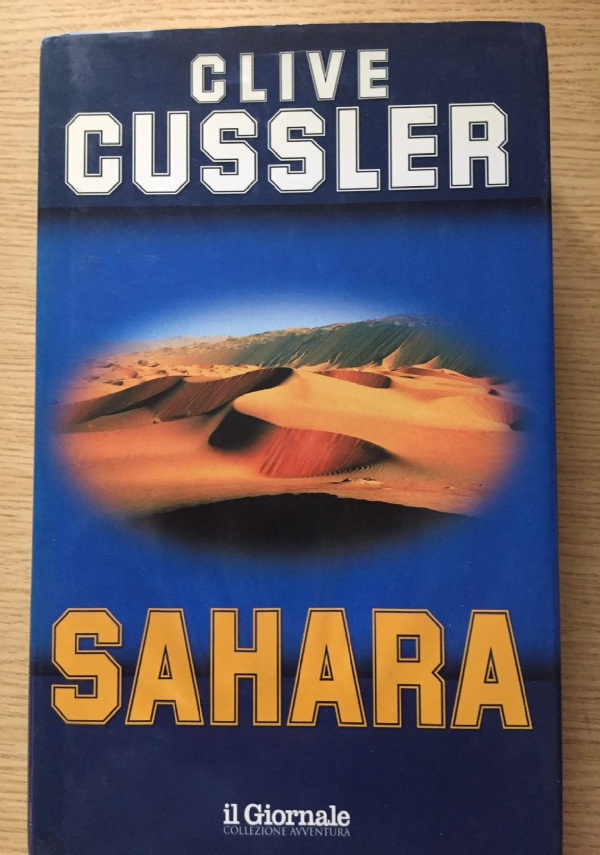 CLIVE
CUSSLER
SAHARA
il Giornale
COLLEZIONE AVVENTURA